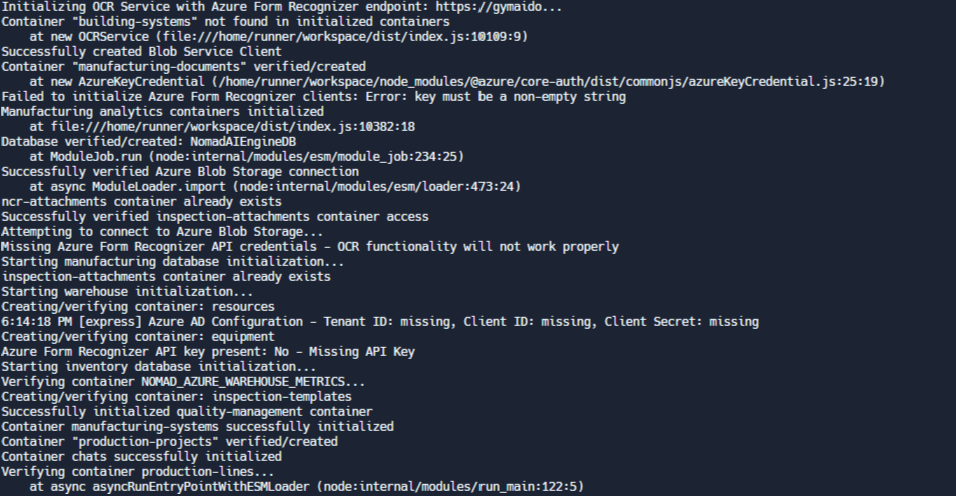 Initializing OCR Service with Azure Form Recognizer endpoint: https://gymaido...
Container "building-systems" not found in initialized containers
    at new OCRService (file:///home/runner/workspace/dist/index.js:10109:9)
Successfully created Blob Service Client
Container "manufacturing-documents" verified/created
    at new AzureKeyCredential (/home/runner/workspace/node_modules/@azure/core-auth/dist/commonjs/azureKeyCredential.js:25:19)
Failed to initialize Azure Form Recognizer clients: Error: key must be a non-empty string
Manufacturing analytics containers initialized
    at file:///home/runner/workspace/dist/index.js:10382:18
Database verified/created: NomadAIEngineDB
    at ModuleJob.run (node:internal/modules/esm/module_job:234:25)
Successfully verified Azure Blob Storage connection
    at async ModuleLoader.import (node:internal/modules/esm/loader:473:24)
ncr-attachments container already exists
Successfully verified inspection-attachments container access
Attempting to connect to Azure Blob Storage...
Missing Azure Form Recognizer API credentials - OCR functionality will not work properly
Starting manufacturing database initialization...
inspection-attachments container already exists
Starting warehouse initialization...
Creating/verifying container: resources
6:14:18 PM [express] Azure AD Configuration - Tenant ID: missing, Client ID: missing, Client Secret: missing
Creating/verifying container: equipment
Azure Form Recognizer API key present: No - Missing API Key
Starting inventory database initialization...
Verifying container NOMAD_AZURE_WAREHOUSE_METRICS...
Creating/verifying container: inspection-templates
Successfully initialized quality-management container
Container manufacturing-systems successfully initialized
Container "production-projects" verified/created
Container chats successfully initialized
Verifying container production-lines...
    at async asyncRunEntryPointWithESMLoader (node:internal/modules/run_main:122:5)